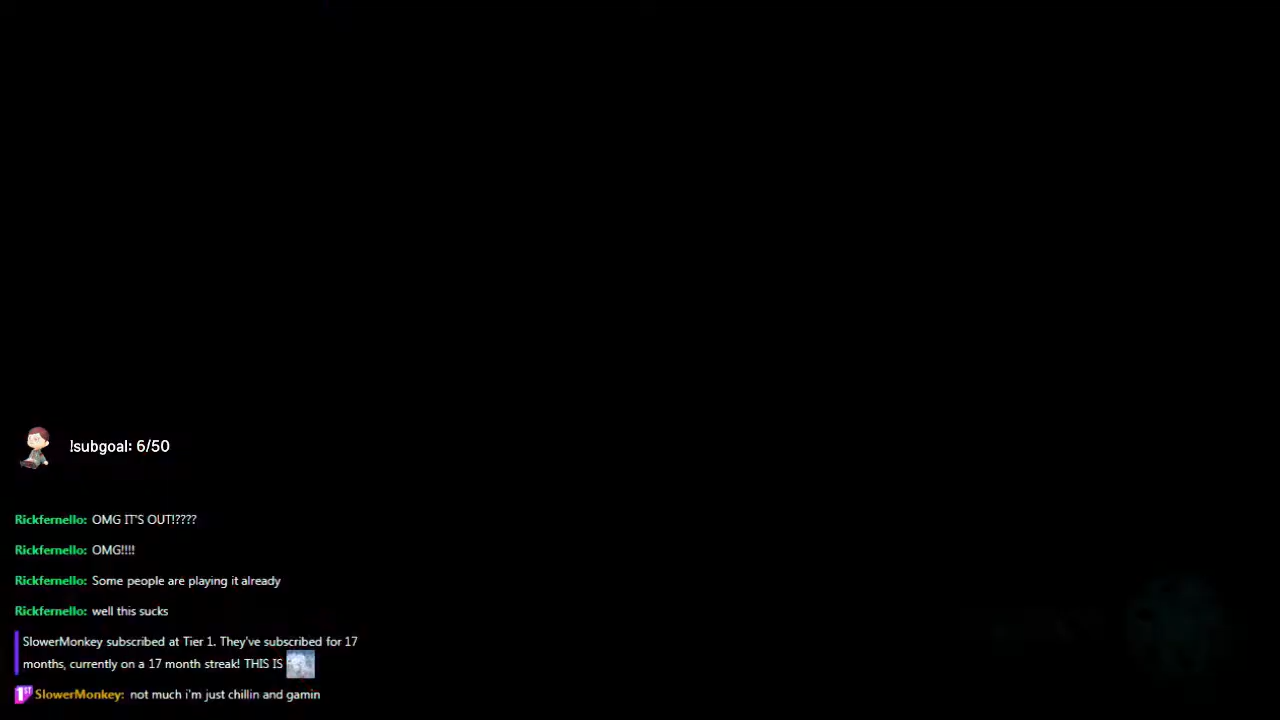 !subgoal: 6/50
Rickfernello: OMG IT'S OUT!????
Rickfernello: OMG!!!!
Rickfernello: Some people are playing it already
Rickfernello: well this sucks
SlowerMonkey subscribed at Tier 1. They've subscribed for 17
months, currently on a 17 month streak! THIS IS
1ST SlowerMonkey: not much i'm just chillin and gamin